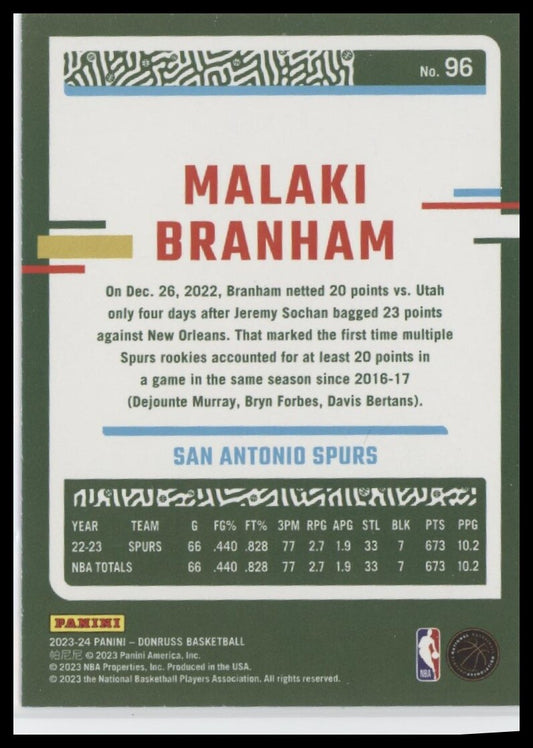 No. 96
MALAKI
BRANHAM
On Dec. 26, 2022, Branham netted 20 points vs. Utah
only four days after Jeremy Sochan bagged 23 points
against New Orleans. That marked the first time multiple
Spurs rookies accounted for at least 20 points in
a game in the same season since 2016-17
(Dejounte Murray, Bryn Forbes, Davis Bertans).
SAN ANTONIO SPURS
YEAR TEAM G FG% FT% 3PM RPG APG STL BLK PTS PPG
22-23 SPURS 66 .440 .828 77 2.7 1.9 33 7 673 10.2
NBA TOTALS 66 .440 .828 77 2.7 1.9 33 7 673 10.2
PANINI
2023-24 PANINI – DONRUSS BASKETBALL
帕尼尼 © 2023 Panini America, Inc.
© 2023 NBA Properties, Inc. Produced in the USA.
© 2023 the National Basketball Players Association. All rights reserved.
NBA